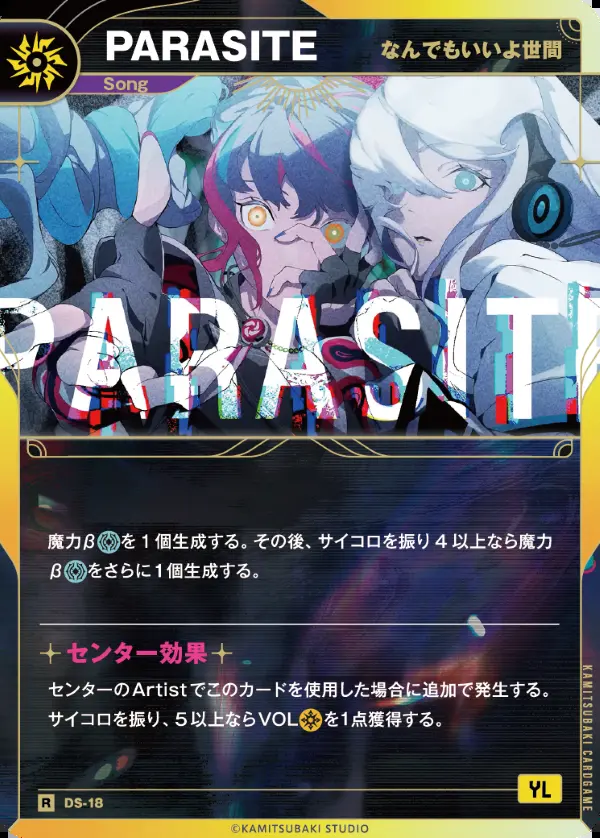 PARASITE
なんでもいいよ世間
Song
PARASITE
魔力βを1個生成する。その後、サイコロを振り4以上なら魔力
βをさらに1個生成する。
センター効果
センターのArtistでこのカードを使用した場合に追加で発生する。
サイコロを振り、5以上ならVOLを1点獲得する。
KAMITSUBAKI CARDGAME
YL
R DS-18
©KAMITSUBAKI STUDIO